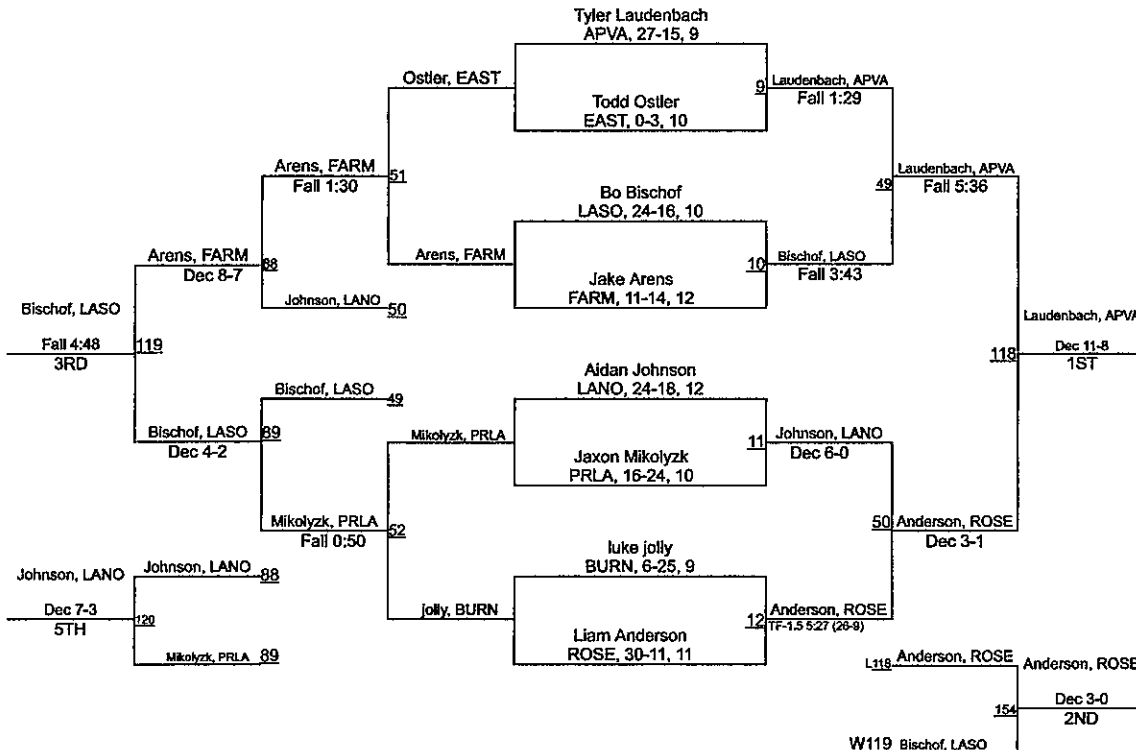 Tyler Laudenbach
APVA, 27-15, 9
Ostler, EAST
9
Laudenbach, APVA
Fall 1:29
Todd Ostler
EAST, 0-3, 10
Arens, FARM
Fall 1:30
51
Laudenbach, APVA
49
Fall 5:36
Bo Bischof
LASO, 24-16, 10
Arens, FARM
Dec 8-7
88
Arens, FARM
10
Bischof, LASO
Fall 3:43
Jake Arens
FARM, 11-14, 12
Johnson, LANO
50
Bischof, LASO
Fall 4:48
3RD
119
Laudenbach, APVA
118
Dec 11-8
1ST
Aidan Johnson
LANO, 24-18, 12
Bischof, LASO
49
Bischof, LASO
Dec 4-2
89
Mikolyzk, PRLA
11
Johnson, LANO
Dec 6-0
Jaxon Mikolyzk
PRLA, 16-24, 10
Mikolyzk, PRLA
Fall 0:50
52
50
Anderson, ROSE
Dec 3-1
luke jolly
BURN, 6-25, 9
Johnson, LANO
Johnson, LANO
88
Dec 7-3
5TH
120
jolly, BURN
12
Anderson, ROSE
TF-1.5 5:27 (26-9)
Liam Anderson
ROSE, 30-11, 11
Mikolyzk, PRLA
89
L118
Anderson, ROSE
Anderson, ROSE
154
Dec 3-0
2ND
W119
Bischof, LASO